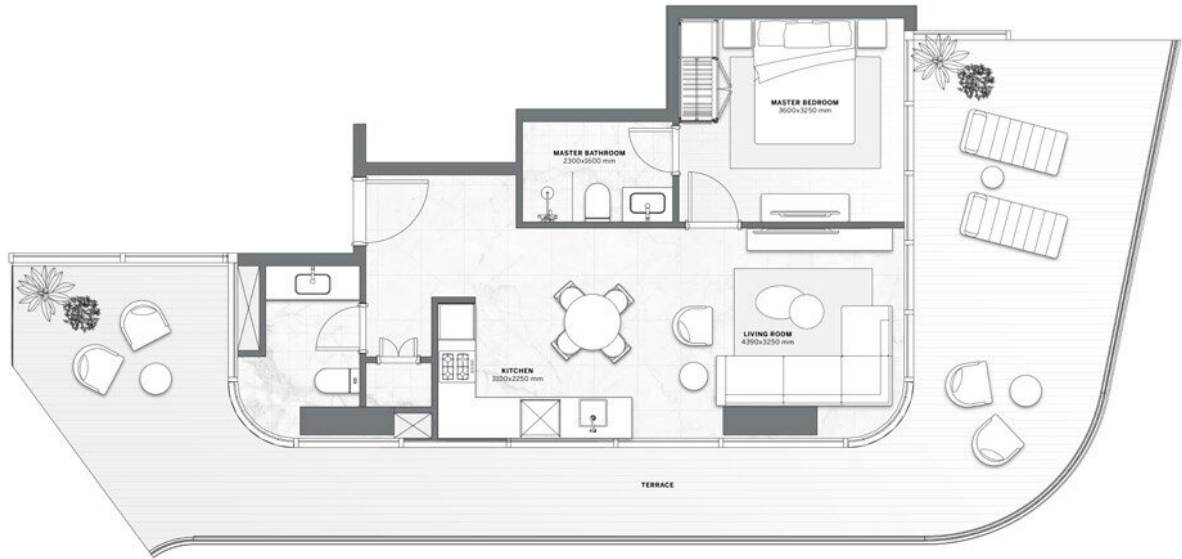 MASTER BEDROOM
3600x3250 mm
MASTER BATHROOM
2300x1600 mm
LIVING ROOM
4390x3250 mm
KITCHEN
3100x2250 mm
TERRACE